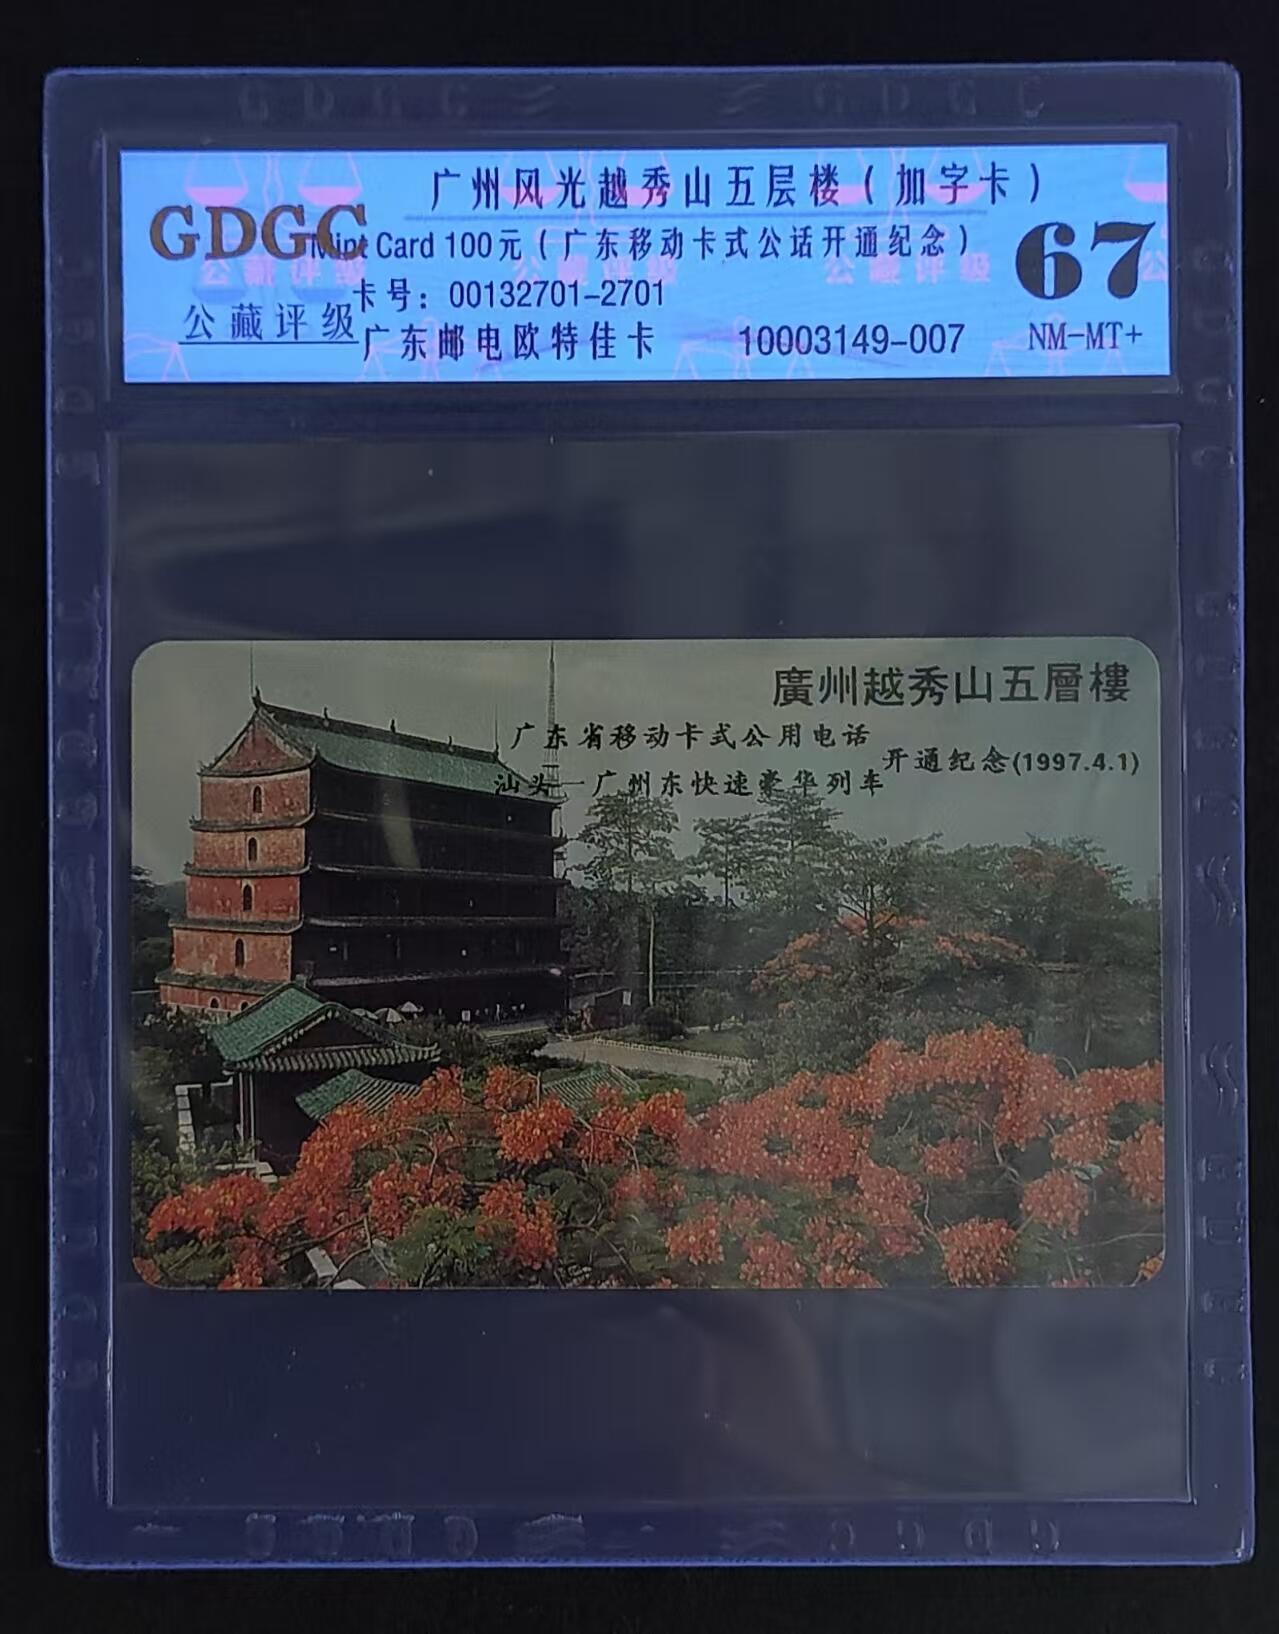 GDGC
GDGC
广州风光越秀山五层楼（加字卡）
GDGC
Mint Card 100元（广东移动卡式公话开通纪念）
67
卡号：00132701-2701
公藏评级
广东邮电欧特佳卡
10003149-007
NM-MT+
廣州越秀山五層樓
广东省移动卡式公用电话
开通纪念(1997.4.1)
汕头—广州东快速豪华列车